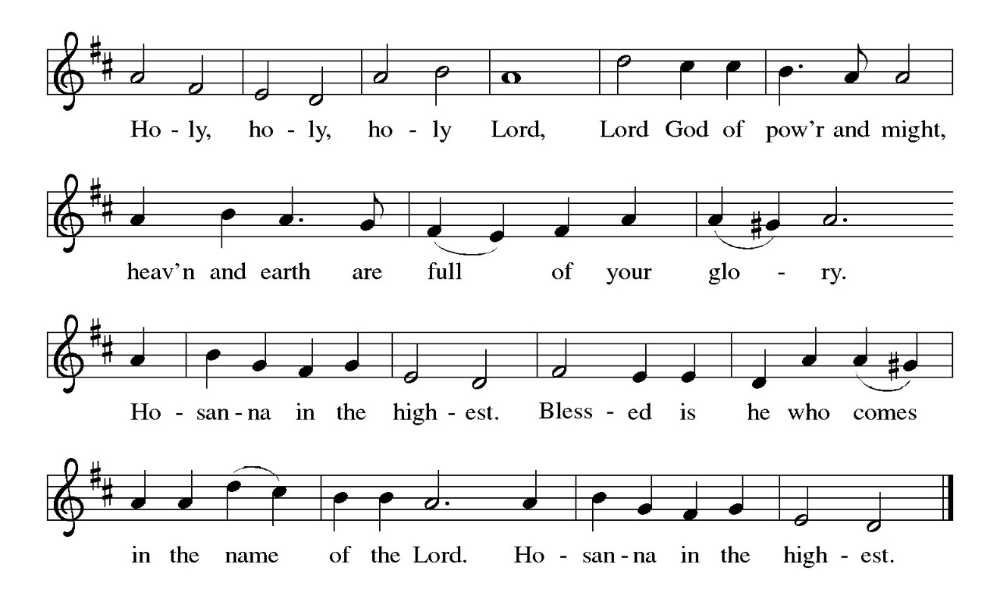 Ho - ly, ho - ly, ho - ly Lord, Lord God of pow'r and might,
heav'n and earth are full of your glo - ry.
Ho - san - na in the high - est. Bless - ed is he who comes
in the name of the Lord. Ho - san - na in the high - est.